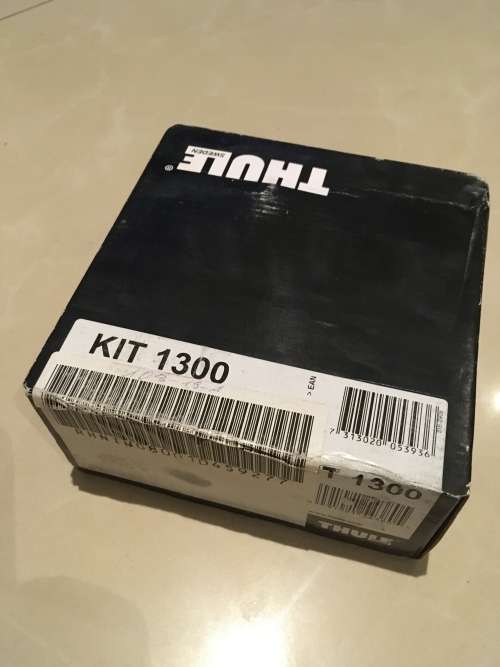 THULE
®
SWEDEN
KIT 1300
> EAN
7 313020 053936
T 1300
THULE